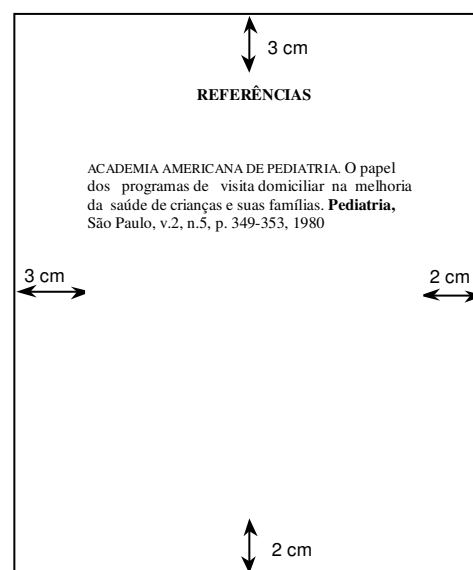 3 cm
REFERÊNCIAS
ACADEMIA AMERICANA DE PEDIATRIA. O papel
dos programas de visita domiciliar na melhoria
da saúde de crianças e suas famílias. Pediatria,
São Paulo, v.2, n.5, p. 349-353, 1980
3 cm
2 cm
2 cm